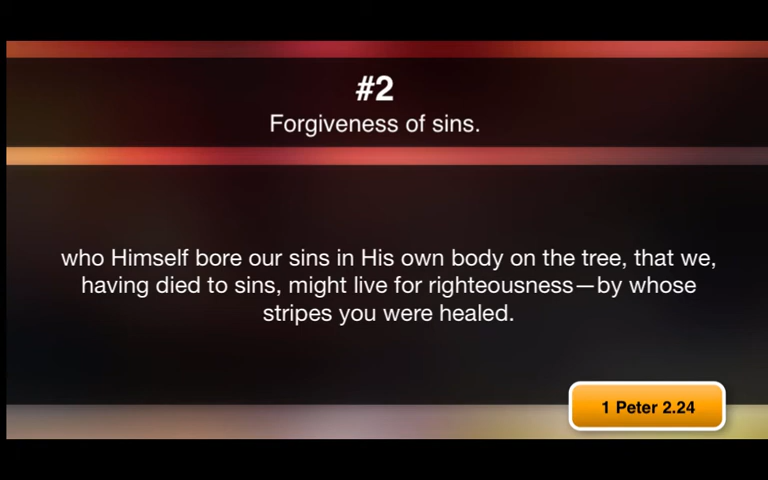 #2
Forgiveness of sins.
who Himself bore our sins in His own body on the tree, that we,
having died to sins, might live for righteousness—by whose
stripes you were healed.
1 Peter 2.24